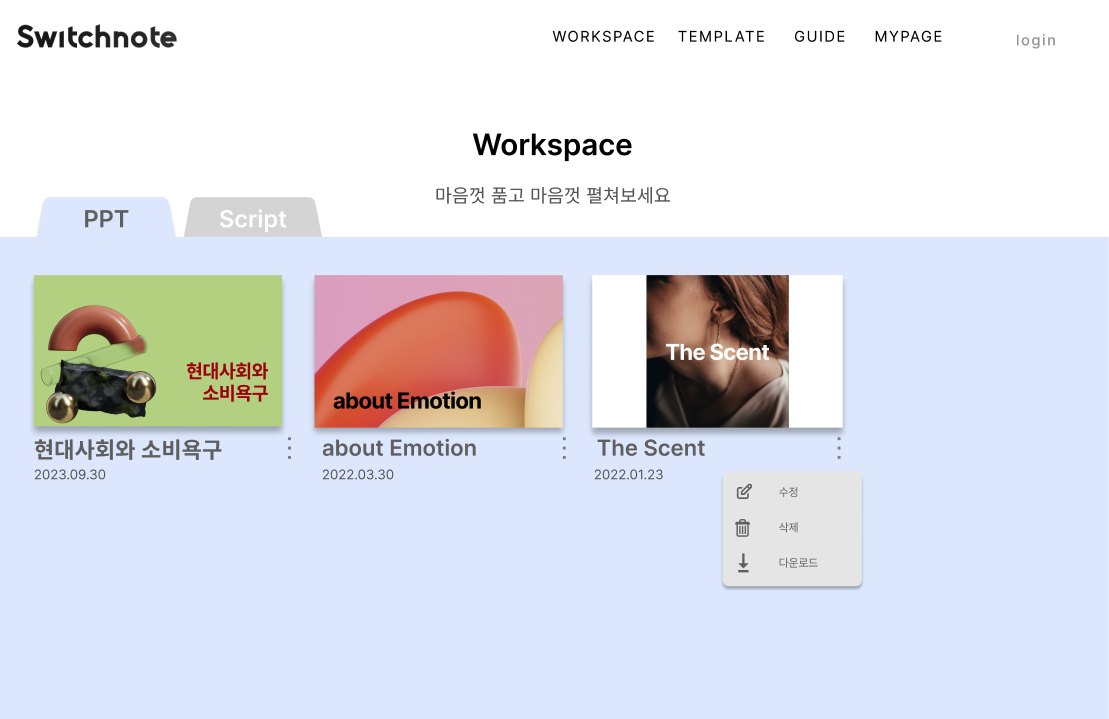 Switchnote
WORKSPACE TEMPLATE GUIDE MYPAGE login
Workspace
마음껏 품고 마음껏 펼쳐보세요
PPT Script
현대사회와
소비욕구
about Emotion
The Scent
현대사회와 소비욕구
2023.09.30
about Emotion
2022.03.30
The Scent
2022.01.23
수정
삭제
다운로드